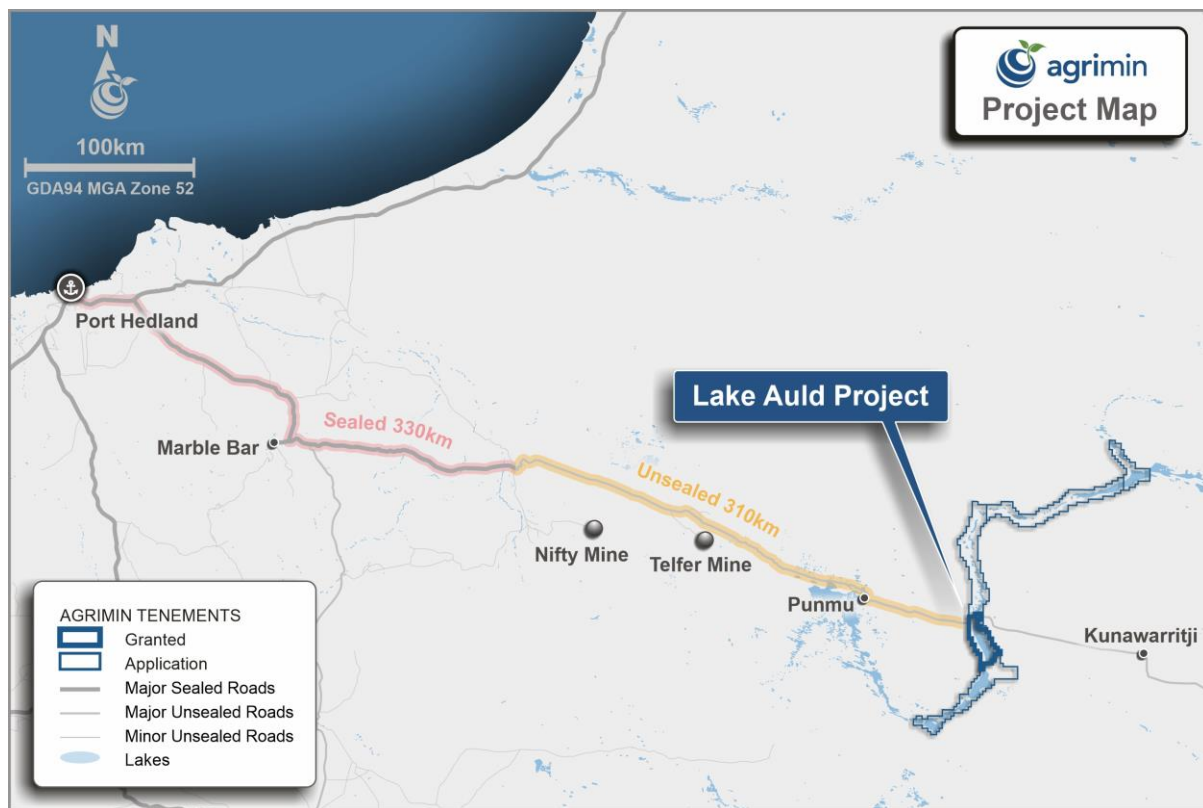 N
100km
GDA94 MGA Zone 52
agrimin
Project Map
Port Hedland
Marble Bar
Sealed 330km
Unsealed 310km
Lake Auld Project
Nifty Mine
Telfer Mine
Punmu
Kunawarritji
AGRIMIN TENEMENTS
Granted
Application
Major Sealed Roads
Major Unsealed Roads
Minor Unsealed Roads
Lakes